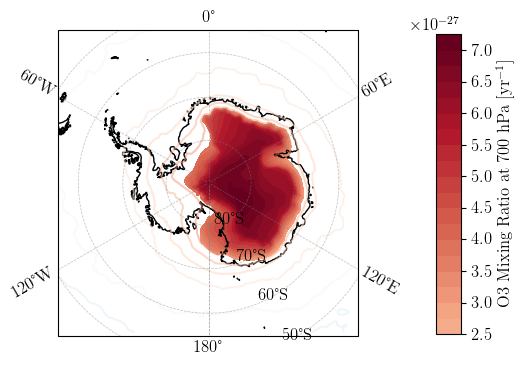 0°
×10⁻²⁷
60°W
60°E
7.0
6.5
6.0
5.5
5.0
4.5
4.0
3.5
3.0
2.5
O3 Mixing Ratio at 700 hPa [yr⁻¹]
80°S
70°S
60°S
50°S
120°W
120°E
180°